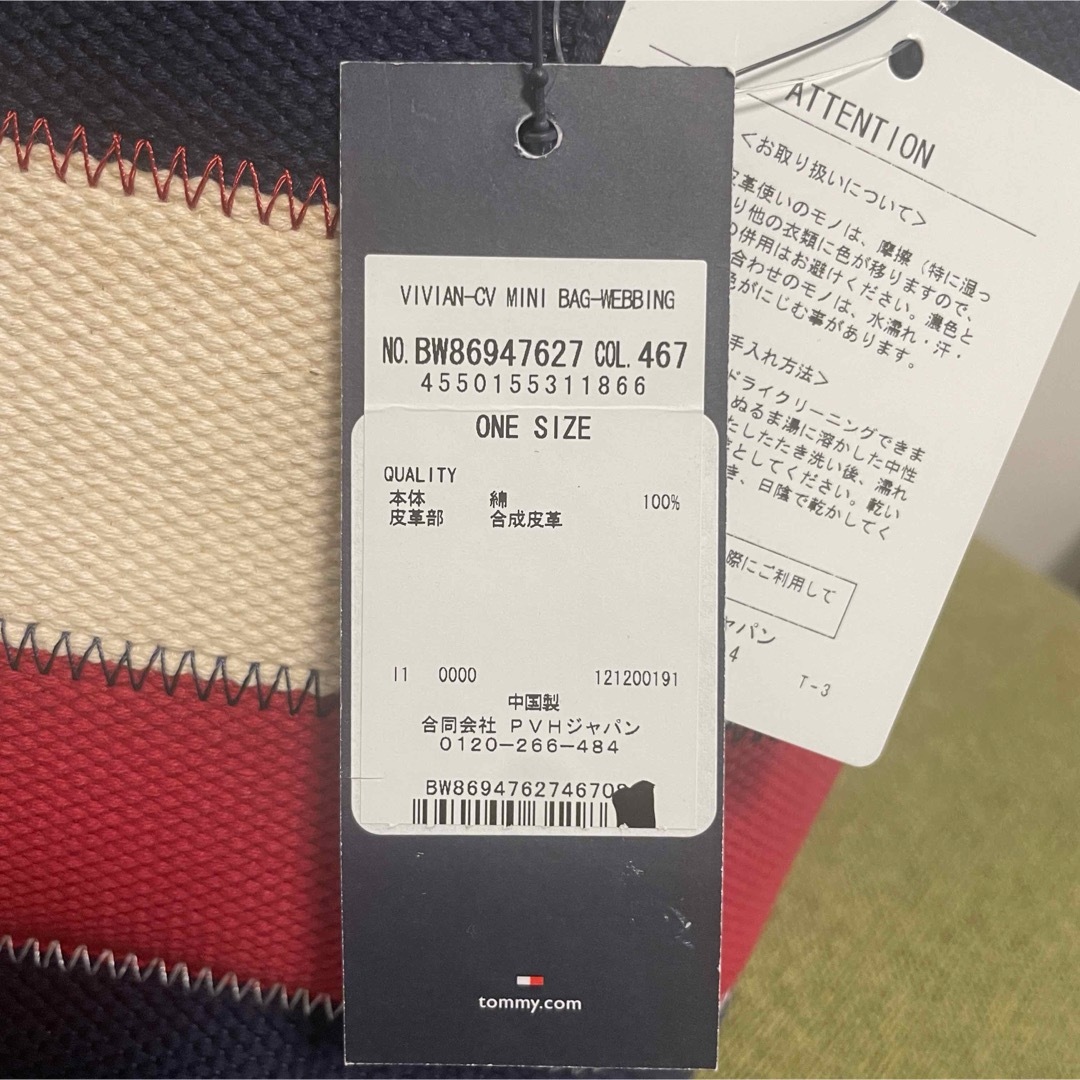 VIVIAN-CV MINI BAG-WEBBING
NO. BW86947627 COL. 467
4550155311866
ONE SIZE
QUALITY
本体 綿 100%
皮革部 合成皮革
I1 0000 121200191
中国製
合同会社 PVHジャパン
0120-266-484
BW869476274670
tommy.com
ATTENTION
<お取り扱いについて>
皮革使いのモノは、摩擦(特に湿っ
り他の衣類に色が移りますので、
の併用はお避けください。濃色と
合わせのモノは、水濡れ・汗・
色がにじむ事があります。
手入れ方法>
ドライクリーニングできま
ぬるま湯に溶かした中性
たしたたき洗い後、濡れ
としてください。乾い
き、日陰で乾かしてく
際にご利用して
ャパン
4
T-3